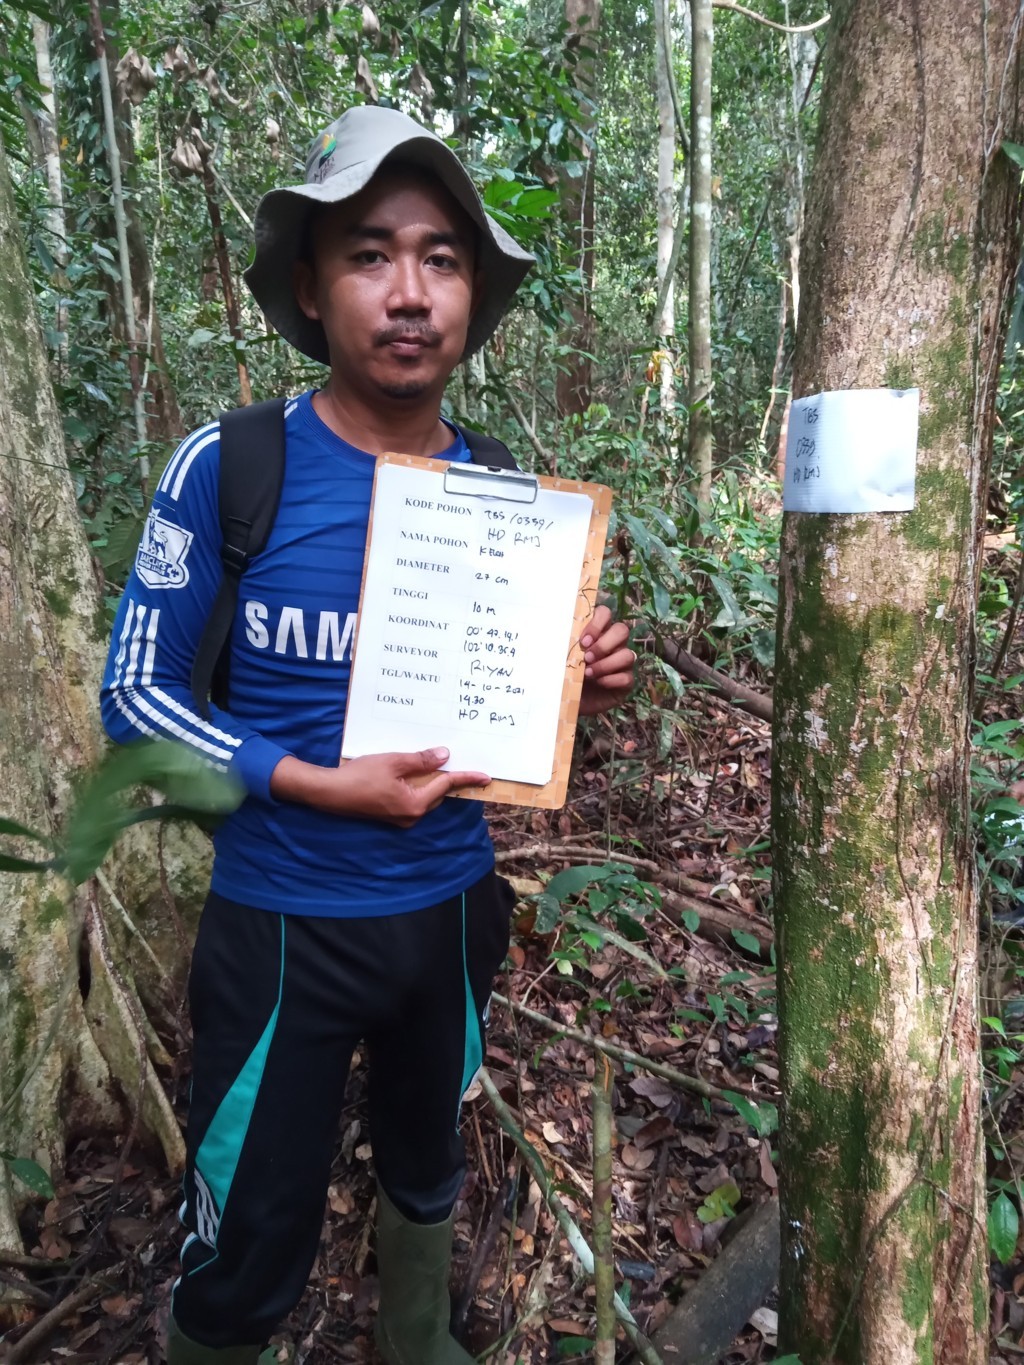 KODE POHON TBS/0359/
HD RMJ
NAMA POHON
DIAMETER 27 cm
TINGGI 10 m
KOORDINAT 00° 47.19.1
102° 10.36.9
SURVEYOR RIYAN
TGL/WAKTU 14-10-2021
14.30
LOKASI HD RMJ
TBS
0359
HD RMJ
SAM